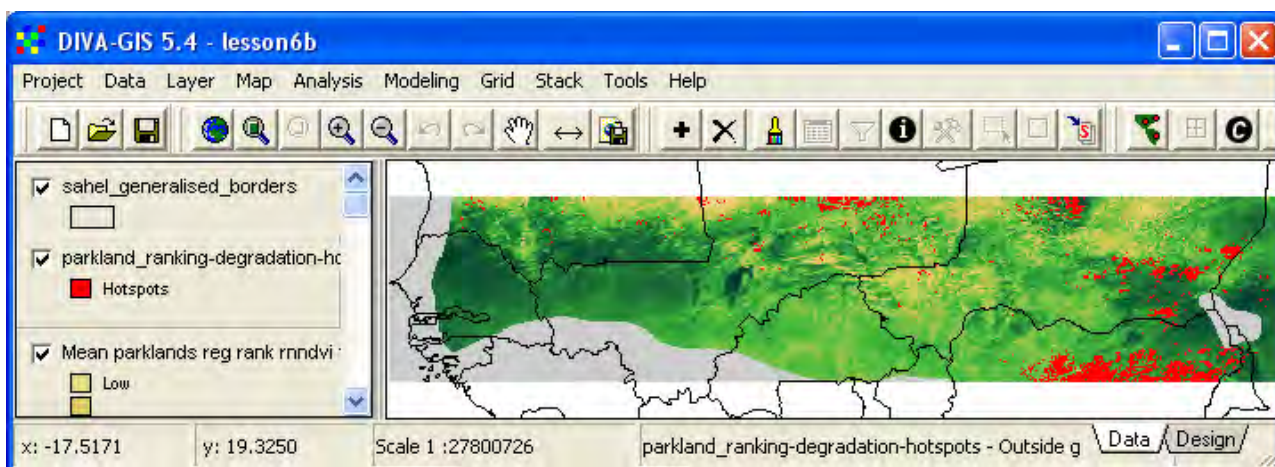 DIVA-GIS 5.4 - lesson6b
Project Data Layer Map Analysis Modeling Grid Stack Tools Help
S C
sahel_generalised_borders
parkland_ranking-degradation-ho
Hotspots
Mean parklands reg rank rnndvi
Low
x: -17.5171 y: 19.3250 Scale 1 :27800726 parkland_ranking-degradation-hotspots - Outside g Data Design